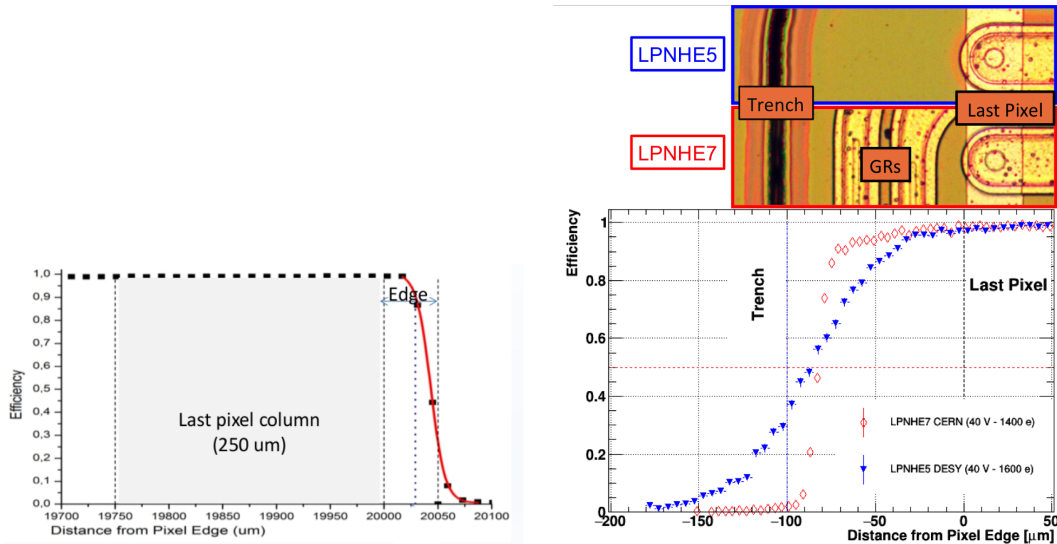 1,0
0,9
0,8
0,7
0,6
0,5
0,4
0,3
0,2
0,1
0,0
Efficiency
Edge
Last pixel column
(250 um)
19700
19750
19800
19850
19900
19950
20000
20050
20100
Distance from Pixel Edge (um)
LPNHE5
LPNHE7
Trench
Last Pixel
GRs
Efficiency
1
0.8
0.6
0.4
0.2
0
Trench
Last Pixel
LPNHE7 CERN (40 V - 1400 e)
LPNHE5 DESY (40 V - 1600 e)
−200
−150
−100
−50
0
50
Distance from Pixel Edge [μm]